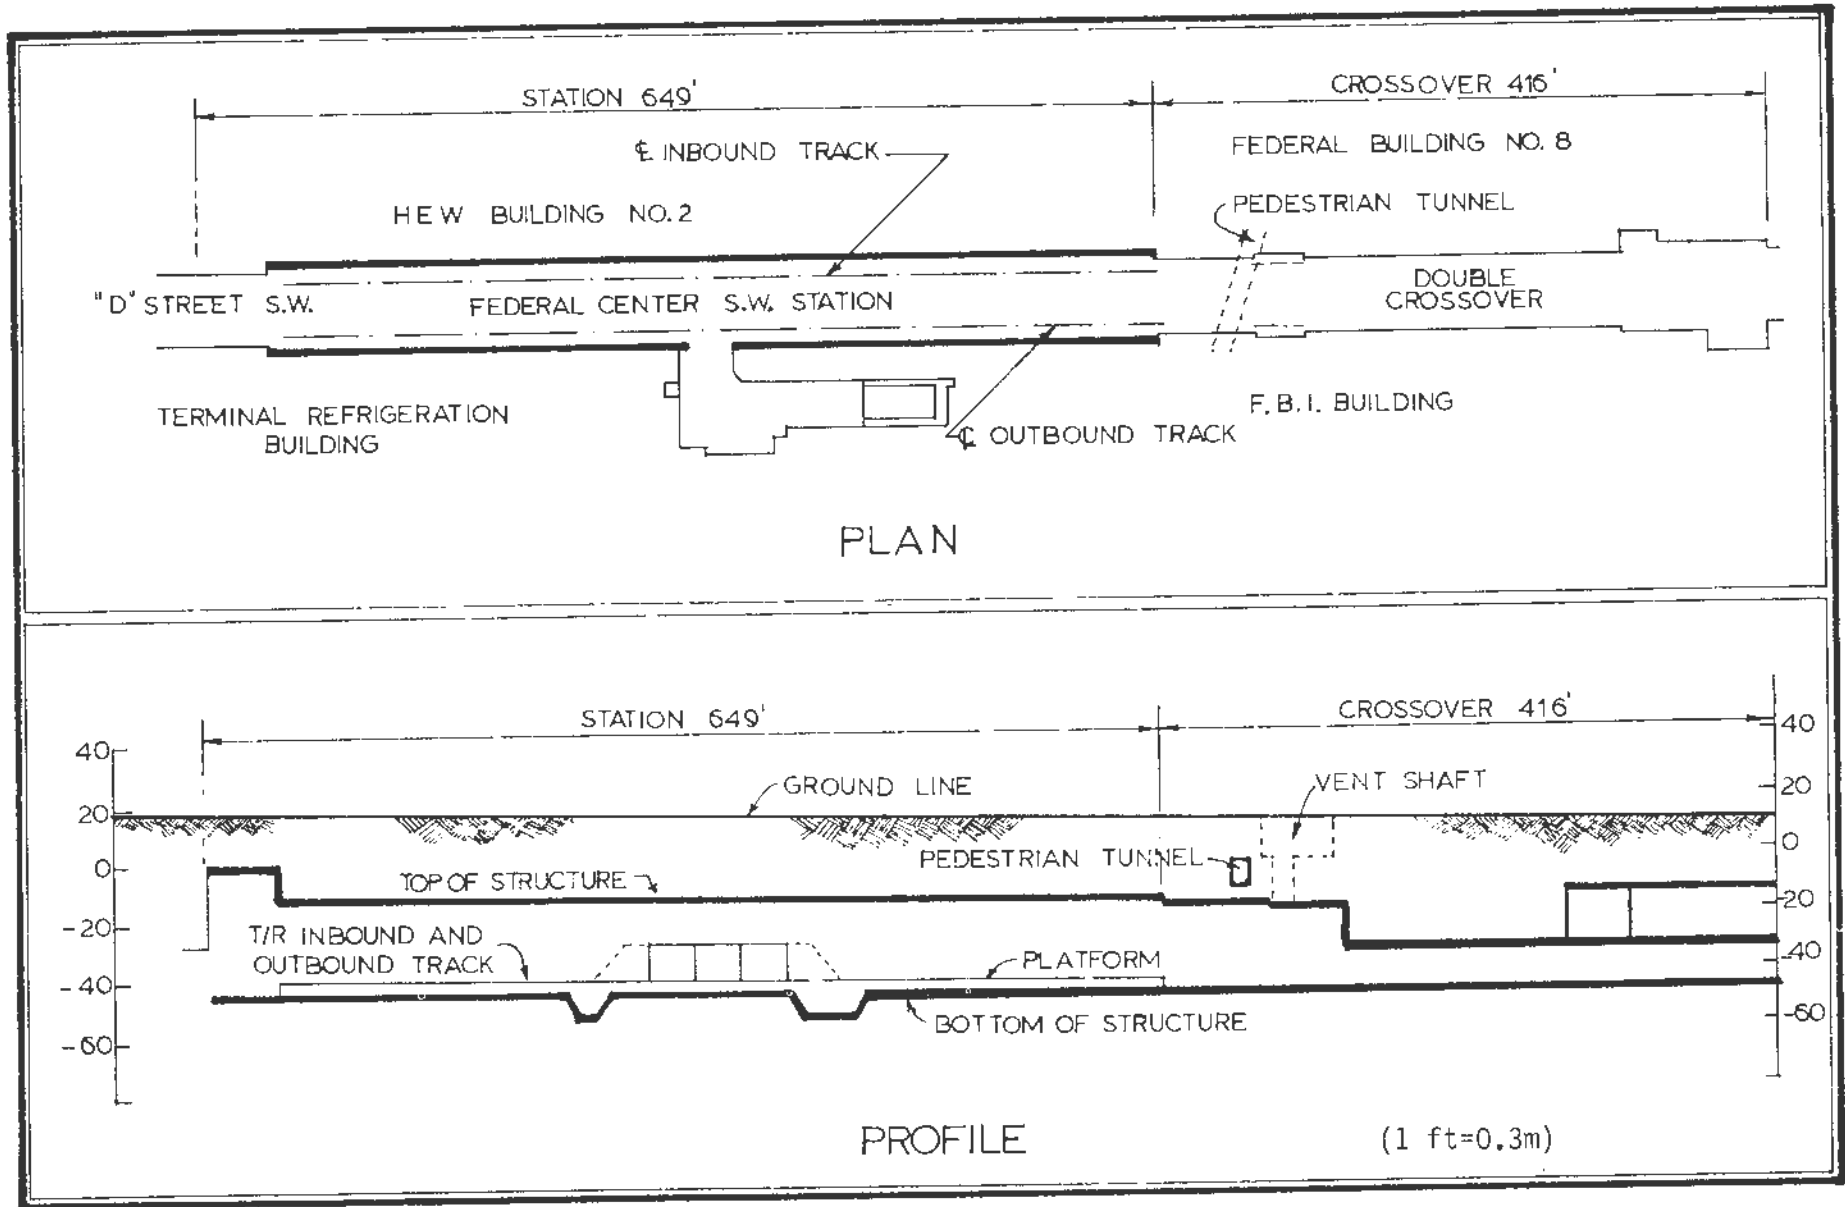 STATION 649'
CROSSOVER 416'
℄ INBOUND TRACK
FEDERAL BUILDING NO. 8
HEW BUILDING NO. 2
PEDESTRIAN TUNNEL
"D" STREET S.W.
FEDERAL CENTER S.W. STATION
DOUBLE
CROSSOVER
TERMINAL REFRIGERATION
BUILDING
F.B.I. BUILDING
℄ OUTBOUND TRACK
PLAN
STATION 649'
CROSSOVER 416'
40
20
0
-20
-40
-60
GROUND LINE
VENT SHAFT
PEDESTRIAN TUNNEL
TOP OF STRUCTURE
T/R INBOUND AND
OUTBOUND TRACK
PLATFORM
BOTTOM OF STRUCTURE
40
20
0
-20
-40
-60
PROFILE
(1 ft=0.3m)